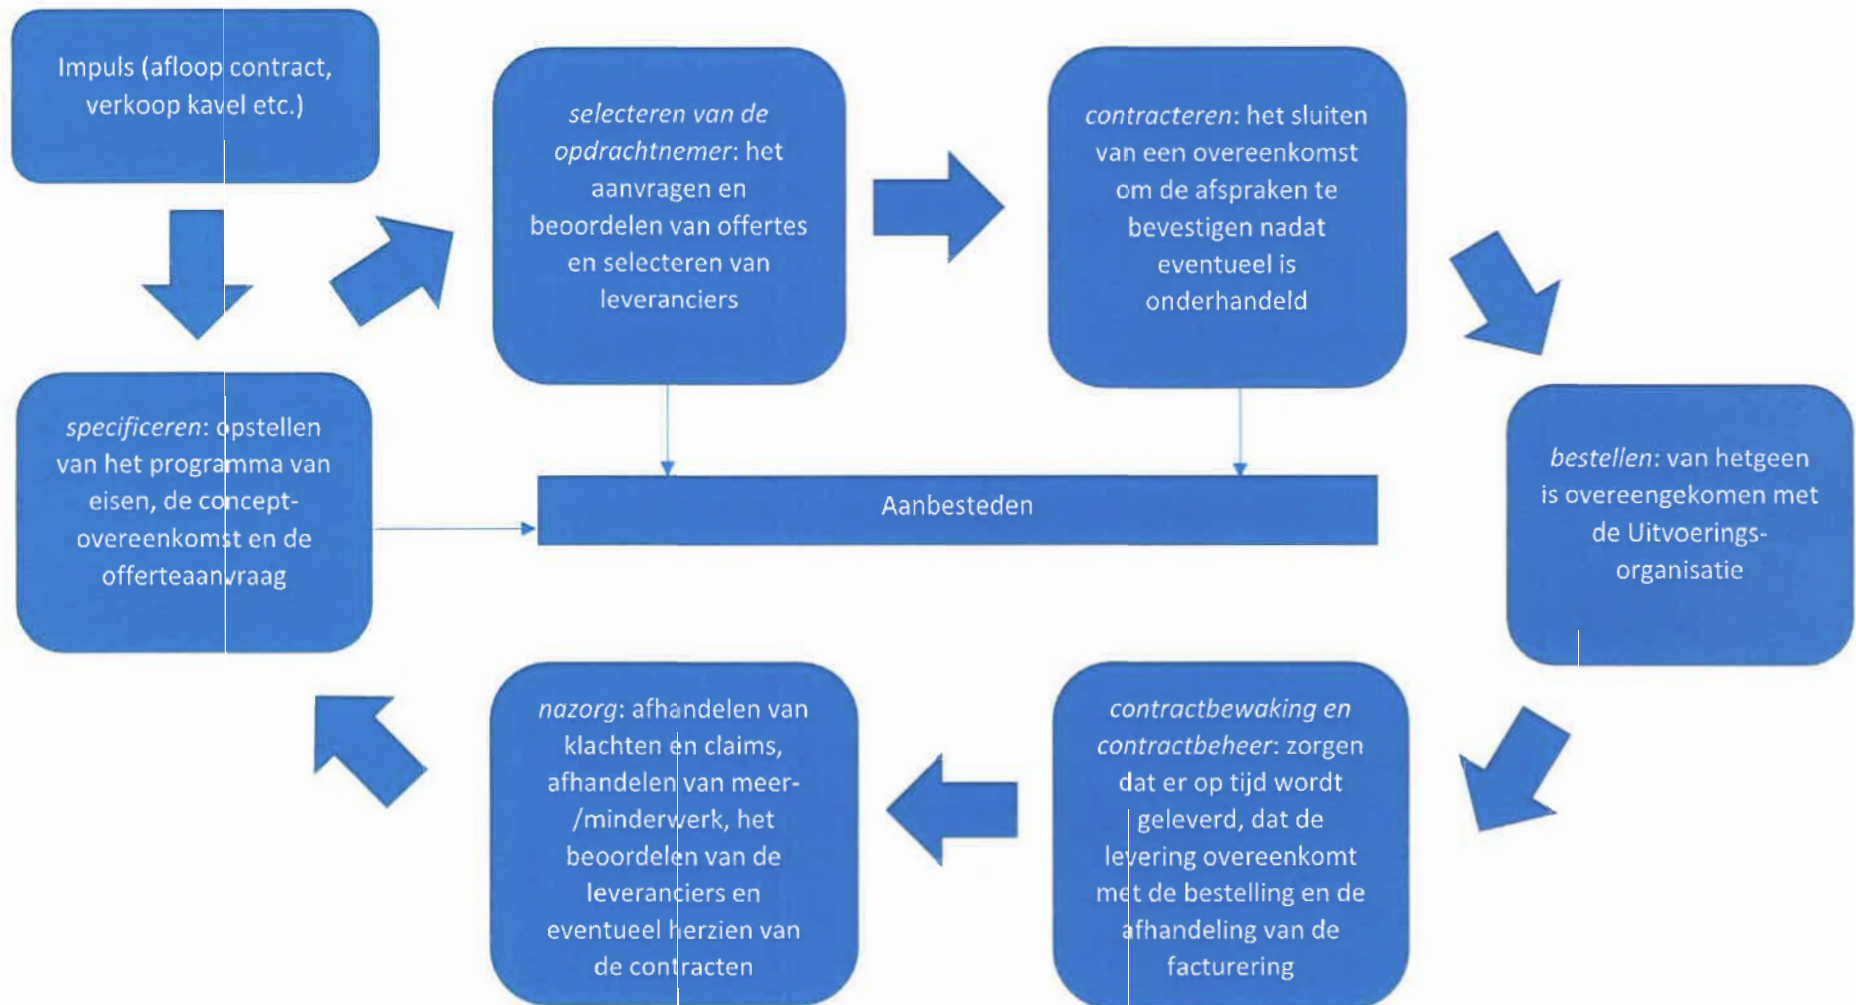 Impuls (afloop contract,
verkoop kavel etc.)
selecteren van de
opdrachtnemer: het
aanvragen en
beoordelen van offertes
en selecteren van
leveranciers
contracteren: het sluiten
van een overeenkomst
om de afspraken te
bevestigen nadat
eventueel is
onderhandeld
specificeren: opstellen
van het programma van
eisen, de concept-
overeenkomst en de
offerteaanvraag
Aanbesteden
bestellen: van hetgeen
is overeengekomen met
de Uitvoerings-
organisatie
nazorg: afhandelen van
klachten en claims,
afhandelen van meer-
/minderwerk, het
beoordelen van de
leveranciers en
eventueel herzien van
de contracten
contractbewaking en
contractbeheer: zorgen
dat er op tijd wordt
geleverd, dat de
levering overeenkomt
met de bestelling en de
afhandeling van de
facturering